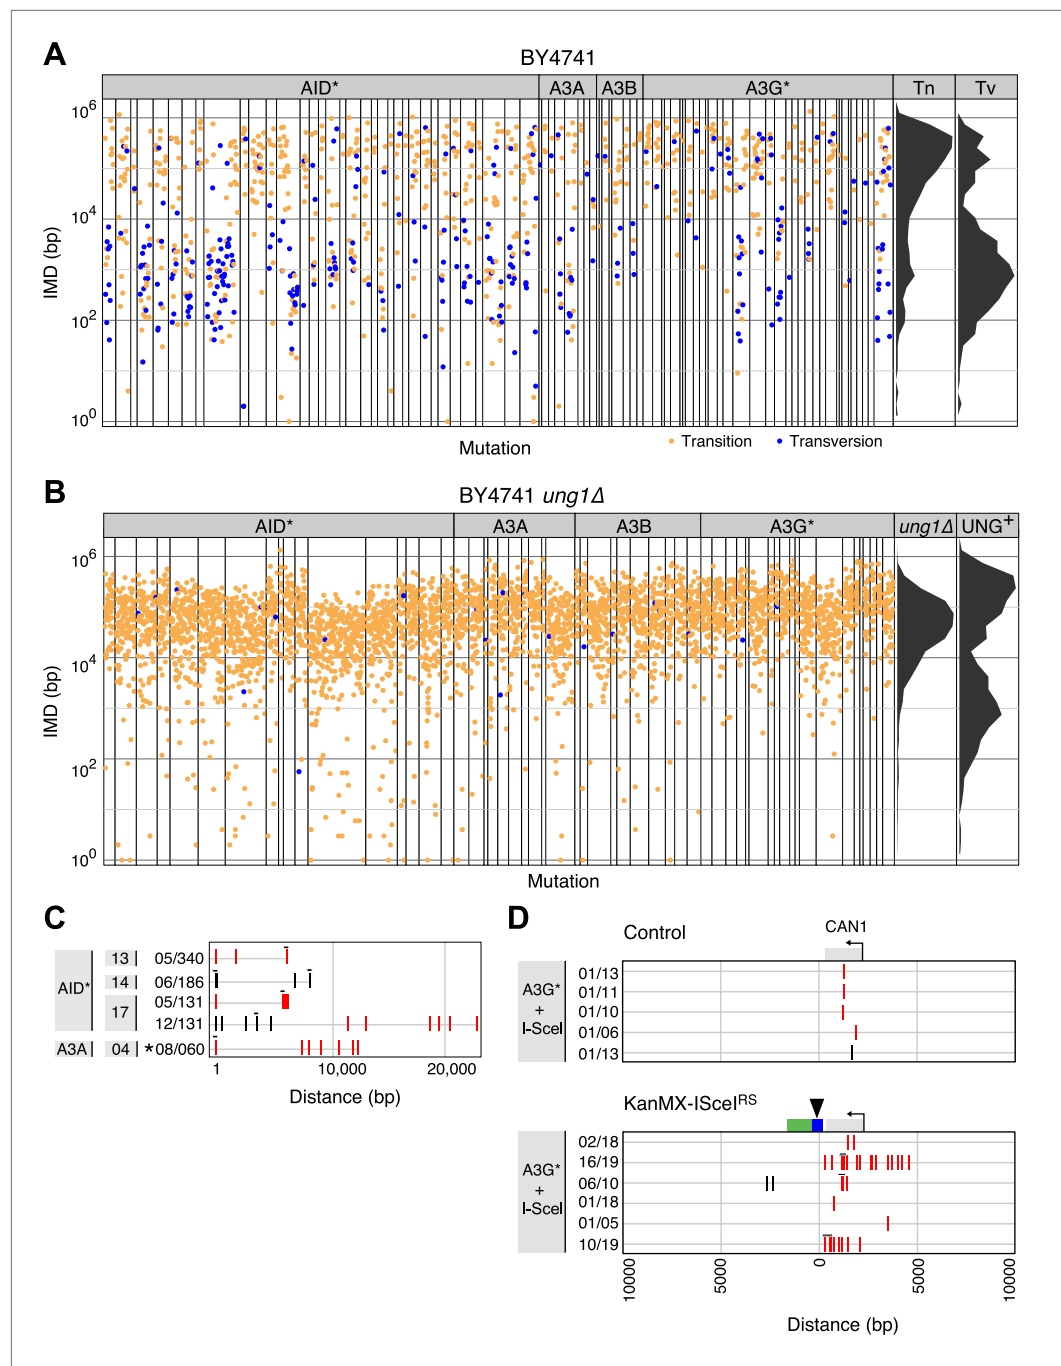 A
BY4741
AID* A3A A3B A3G* Tn Tv
10^6
10^4
10^2
10^0
IMD (bp)
Mutation
Transition Transversion
B
BY4741 ung1Δ
AID* A3A A3B A3G* ung1Δ UNG+
10^6
10^4
10^2
10^0
IMD (bp)
Mutation
C
AID* 13 05/340
14 06/186
17 05/131
12/131
A3A 04 *08/060
1 10,000 20,000
Distance (bp)
D
Control CAN1
A3G*
+
I-SceI
01/13
01/11
01/10
01/06
01/13
KanMX-ISceI^RS
A3G*
+
I-SceI
02/18
16/19
06/10
01/18
01/05
10/19
10000 5000 0 5000 10000
Distance (bp)